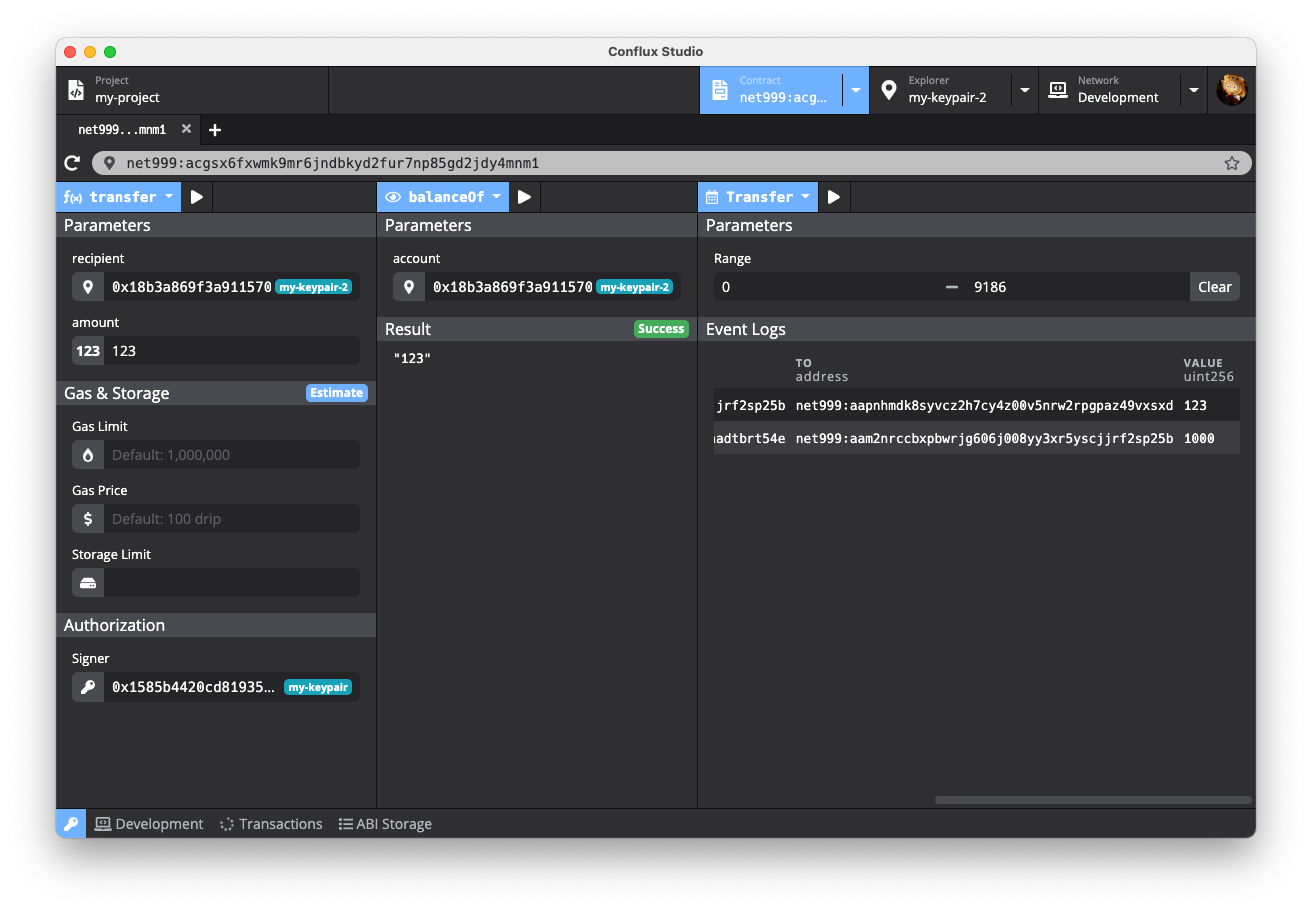 Conflux Studio
Project
my-project
Contract
net999:acg...
Explorer
my-keypair-2
Network
Development
net999...mnm1
net999:acgsx6fxwmk9mr6jndbkyd2fur7np85gd2jdy4mnm1
f(x) transfer
balanceOf
Transfer
Parameters
recipient
0x18b3a869f3a911570 my-keypair-2
amount
123 123
Gas & Storage Estimate
Gas Limit
Default: 1,000,000
Gas Price
$ Default: 100 drip
Storage Limit
Authorization
Signer
0x1585b4420cd81935... my-keypair
Parameters
account
0x18b3a869f3a911570 my-keypair-2
Result Success
"123"
Parameters
Range
0 — 9186 Clear
Event Logs
TO VALUE
address uint256
jrf2sp25b net999:aapnhmdk8syvcz2h7cy4z00v5nrw2rpgpaz49vxsxd 123
adtbrt54e net999:aam2nrccbxpbwrjg606j008yy3xr5yscjjrf2sp25b 1000
Development Transactions ABI Storage